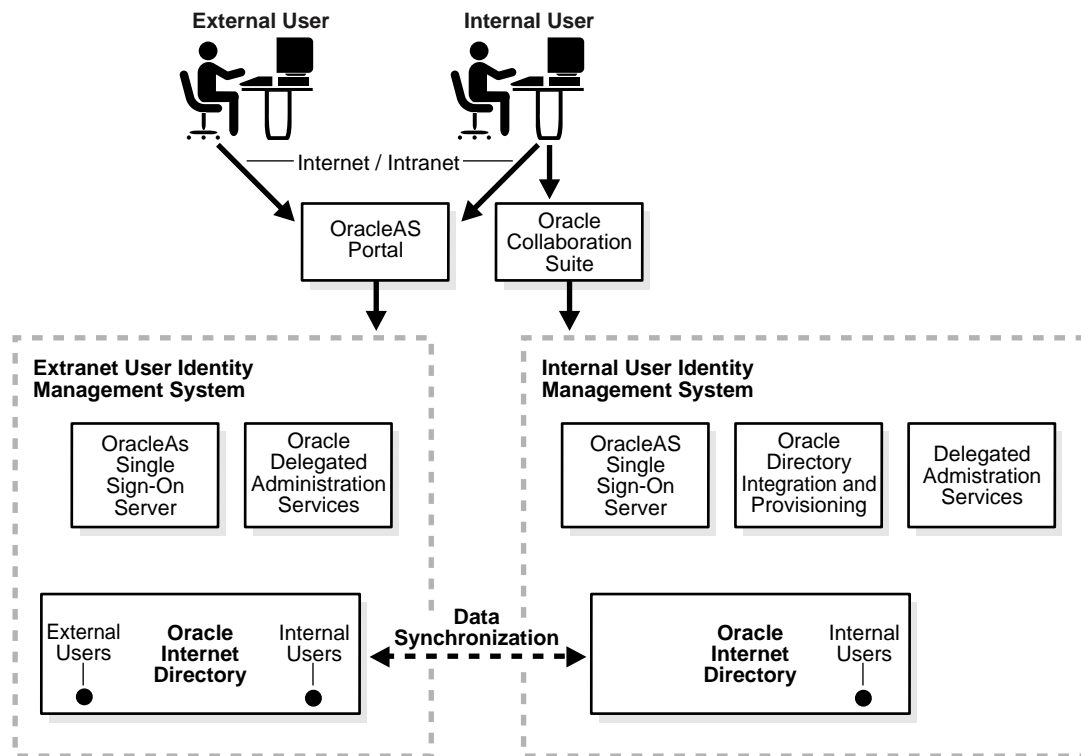 External User
Internal User
Internet / Intranet
OracleAS
Portal
Oracle
Collaboration
Suite
Extranet User Identity
Management System
OracleAs
Single
Sign-On
Server
Oracle
Delegated
Administration
Services
Internal User Identity
Management System
OracleAS
Single
Sign-On
Server
Oracle
Directory
Integration and
Provisioning
Delegated
Admistration
Services
External
Users
Oracle
Internet
Directory
Internal
Users
Data
Synchronization
Oracle
Internet
Directory
Internal
Users